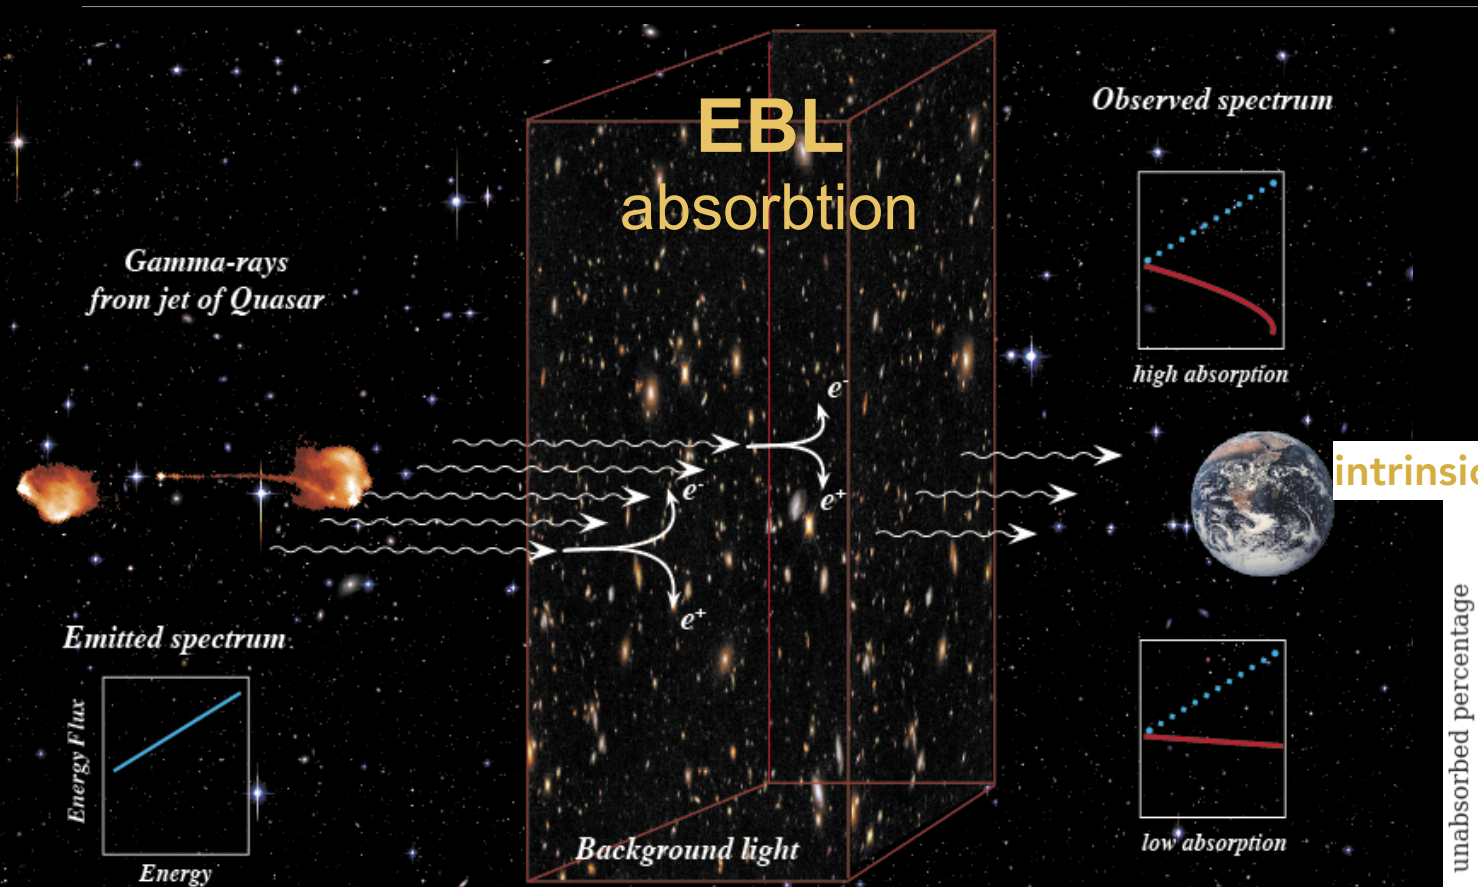 EBL
absorbtion
Gamma-rays
from jet of Quasar
Emitted spectrum
Energy Flux
Energy
e-
e+
e-
e+
Background light
Observed spectrum
high absorption
intrinsic
low absorption
unabsorbed percentage